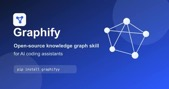 Graphify
Open-source knowledge graph skill
for AI coding assistants
pip install graphifyy